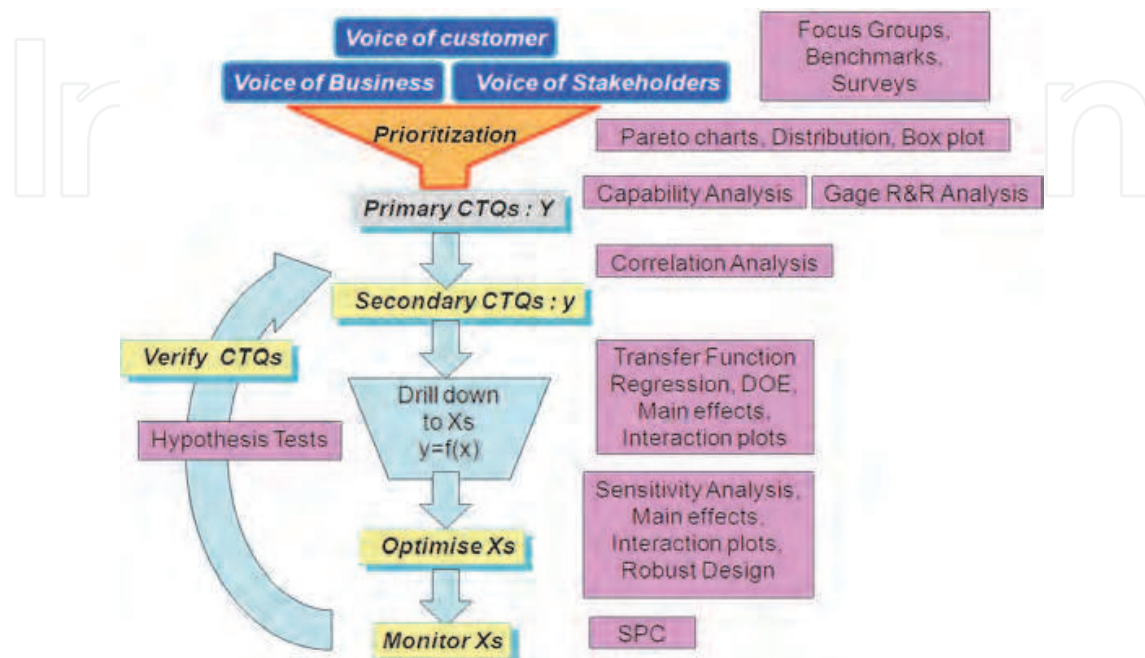 Voice of customer
Voice of Business
Voice of Stakeholders
Focus Groups,
Benchmarks,
Surveys
Prioritization
Pareto charts, Distribution, Box plot
Primary CTQs : Y
Capability Analysis
Gage R&R Analysis
Correlation Analysis
Secondary CTQs : y
Verify CTQs
Hypothesis Tests
Drill down
to Xs
y=f(x)
Transfer Function
Regression, DOE,
Main effects,
Interaction plots
Optimise Xs
Sensitivity Analysis,
Main effects,
Interaction plots,
Robust Design
Monitor Xs
SPC